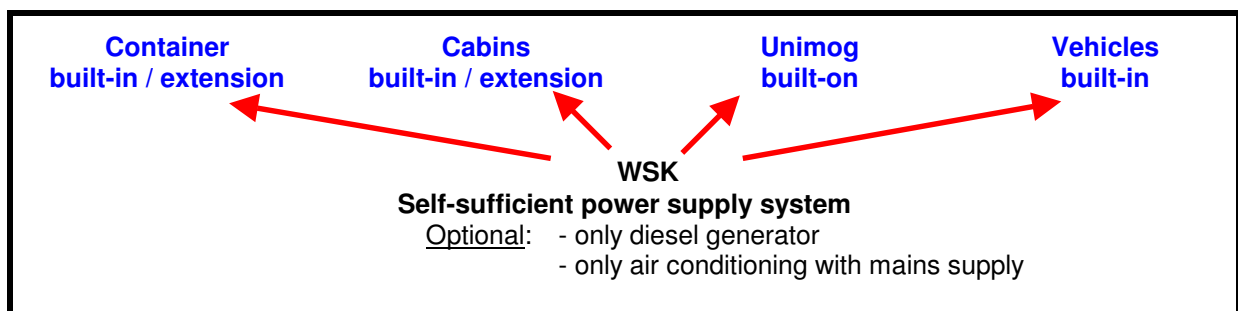 Container
built-in / extension
Cabins
built-in / extension
Unimog
built-on
Vehicles
built-in
WSK
Self-sufficient power supply system
Optional: - only diesel generator
- only air conditioning with mains supply